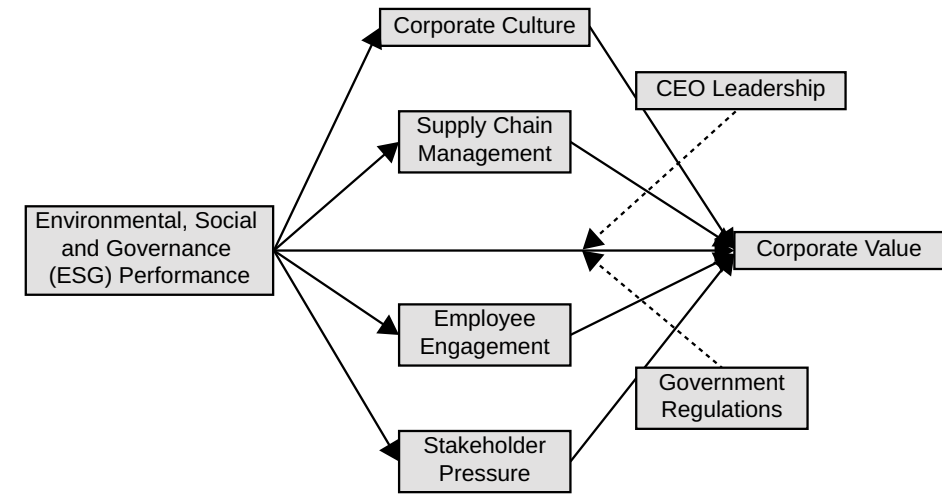 Corporate Culture
CEO Leadership
Supply Chain
Management
Environmental, Social
and Governance
(ESG) Performance
Corporate Value
Employee
Engagement
Government
Regulations
Stakeholder
Pressure